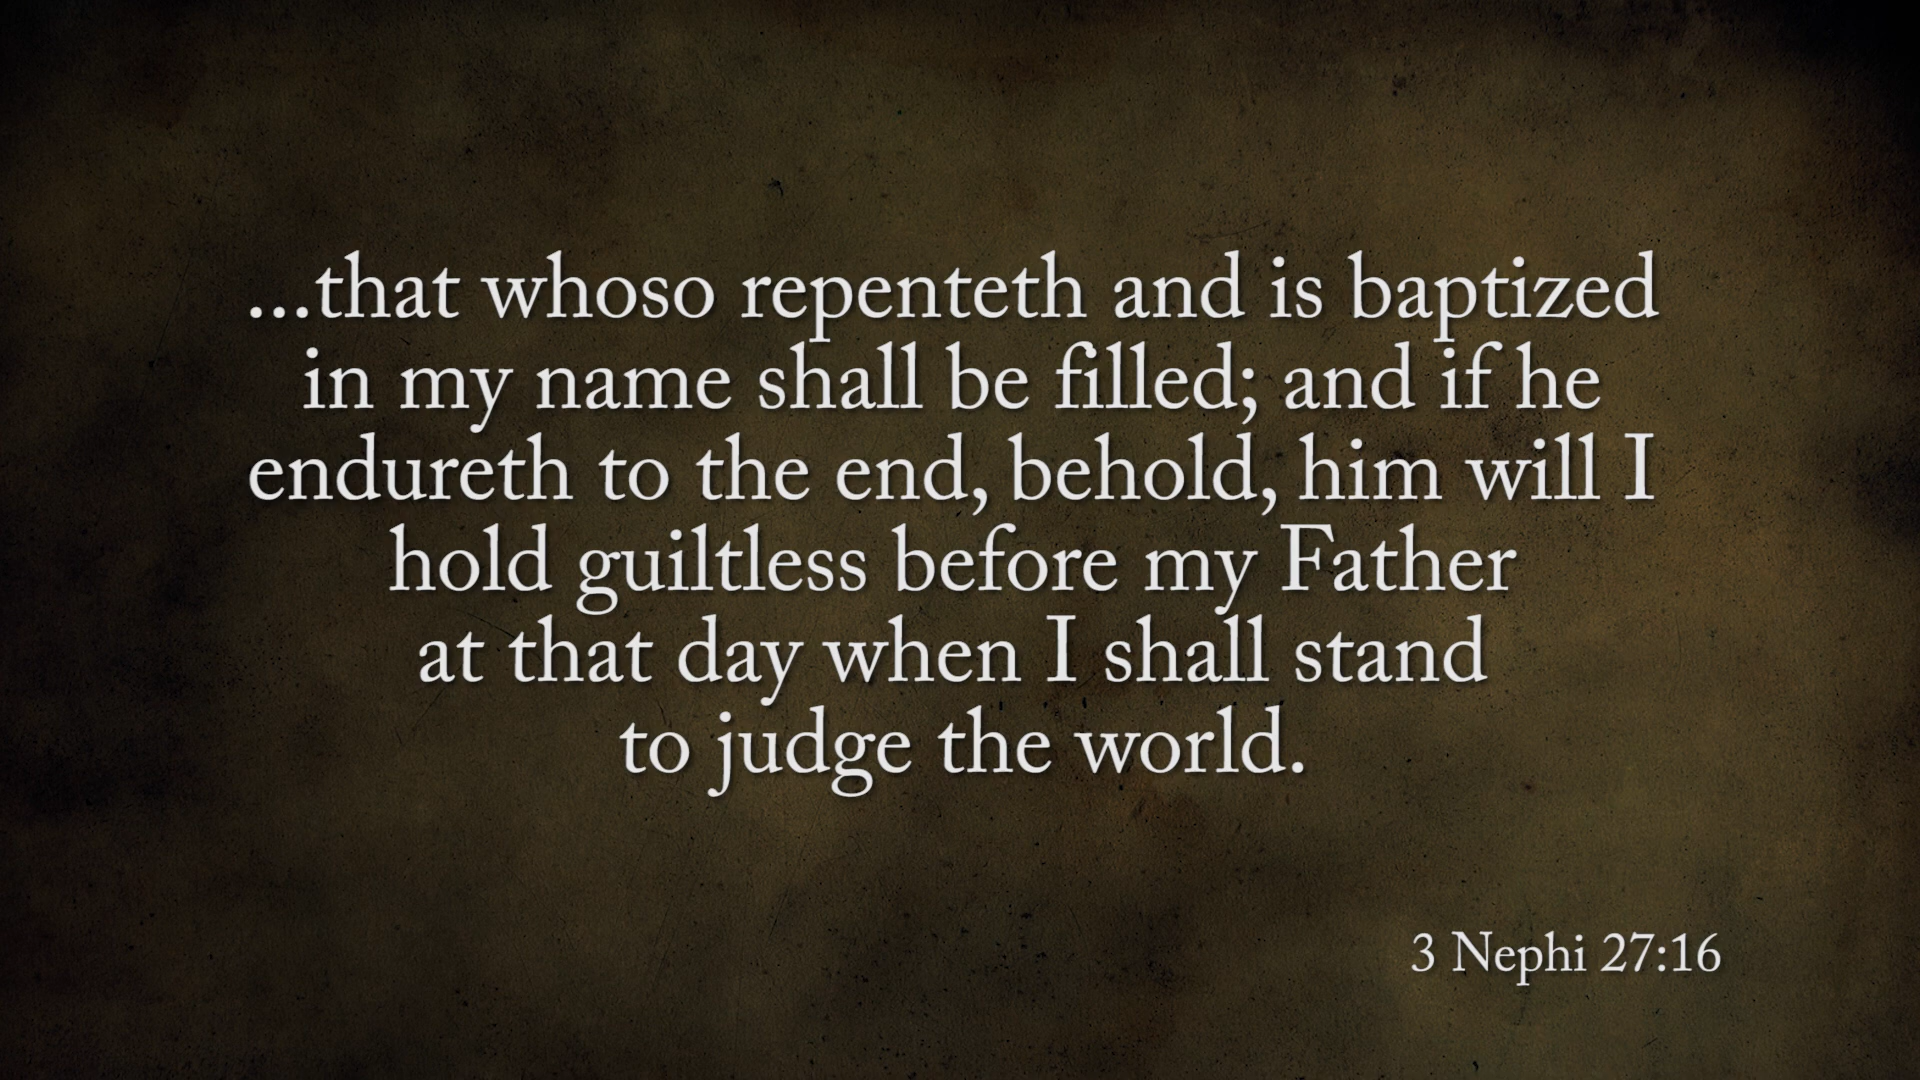 ...that whoso repenteth and is baptized
in my name shall be filled; and if he
endureth to the end, behold, him will I
hold guiltless before my Father
at that day when I shall stand
to judge the world.
3 Nephi 27:16